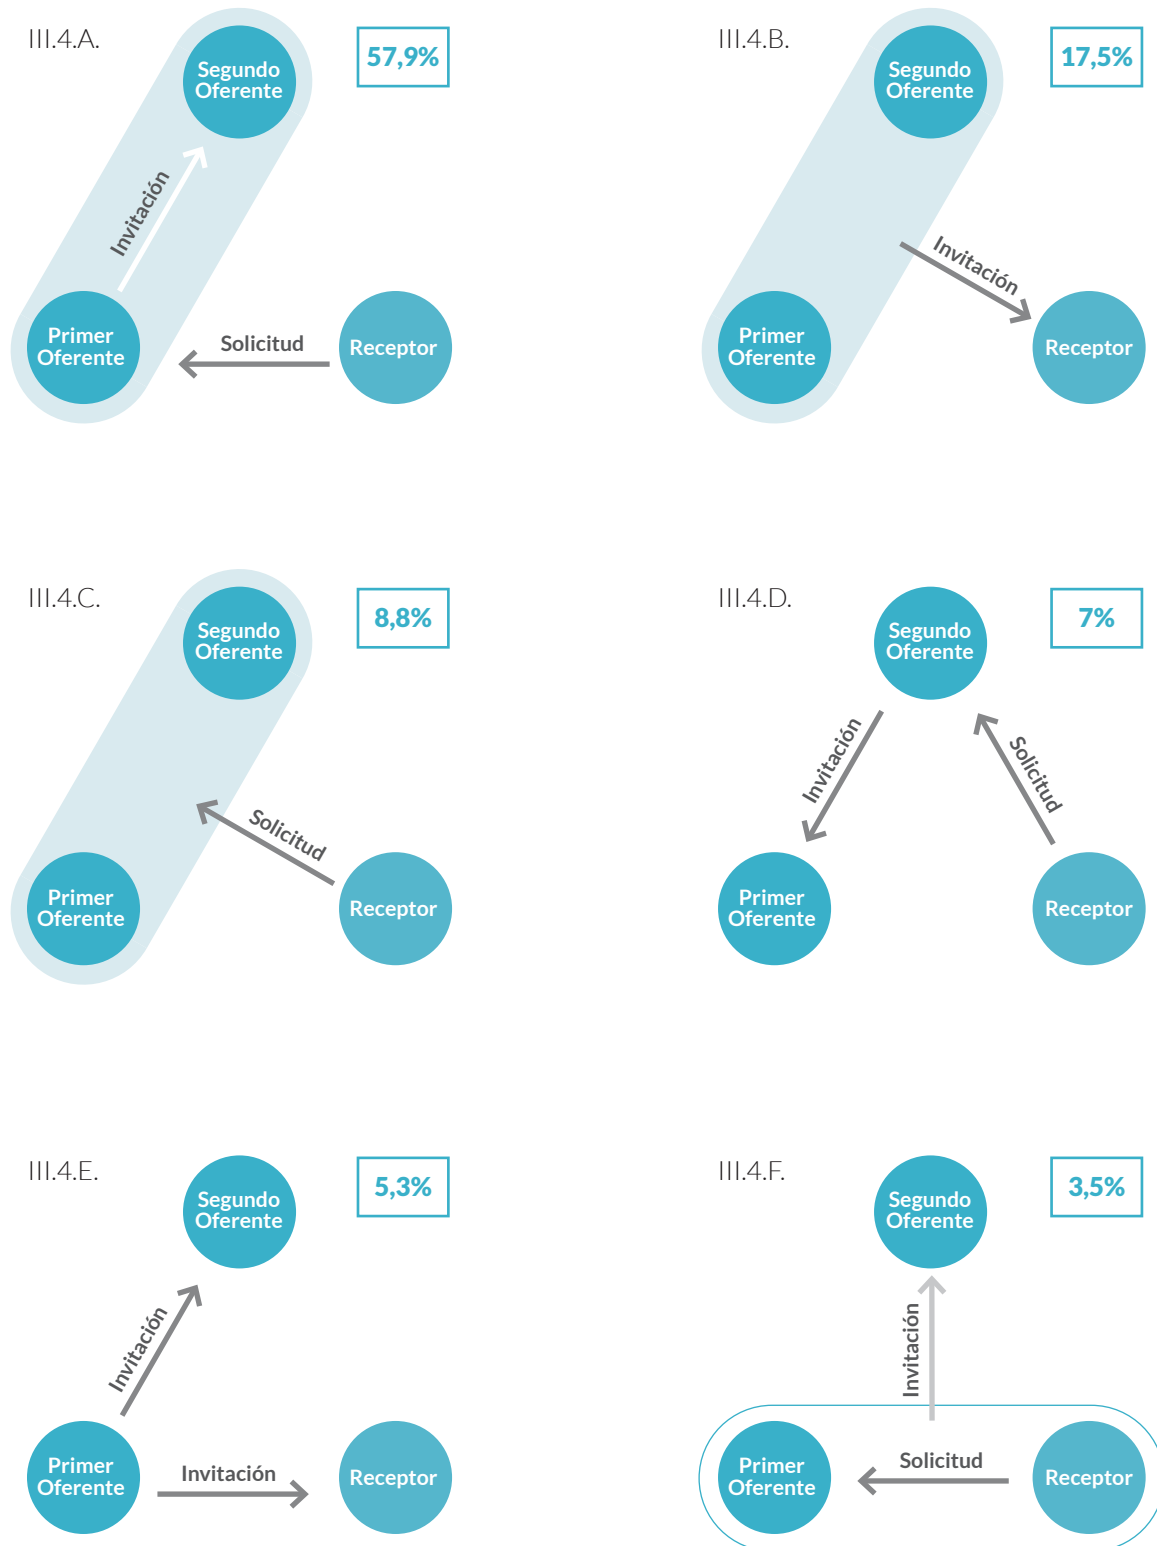 III.4.A.
57,9%
Segundo
Oferente
Invitación
Primer
Oferente
Solicitud
Receptor
III.4.B.
17,5%
Segundo
Oferente
Invitación
Primer
Oferente
Receptor
III.4.C.
8,8%
Segundo
Oferente
Solicitud
Primer
Oferente
Receptor
III.4.D.
7%
Segundo
Oferente
Invitación
Solicitud
Primer
Oferente
Receptor
III.4.E.
5,3%
Segundo
Oferente
Invitación
Primer
Oferente
Invitación
Receptor
III.4.F.
3,5%
Segundo
Oferente
Invitación
Primer
Oferente
Solicitud
Receptor